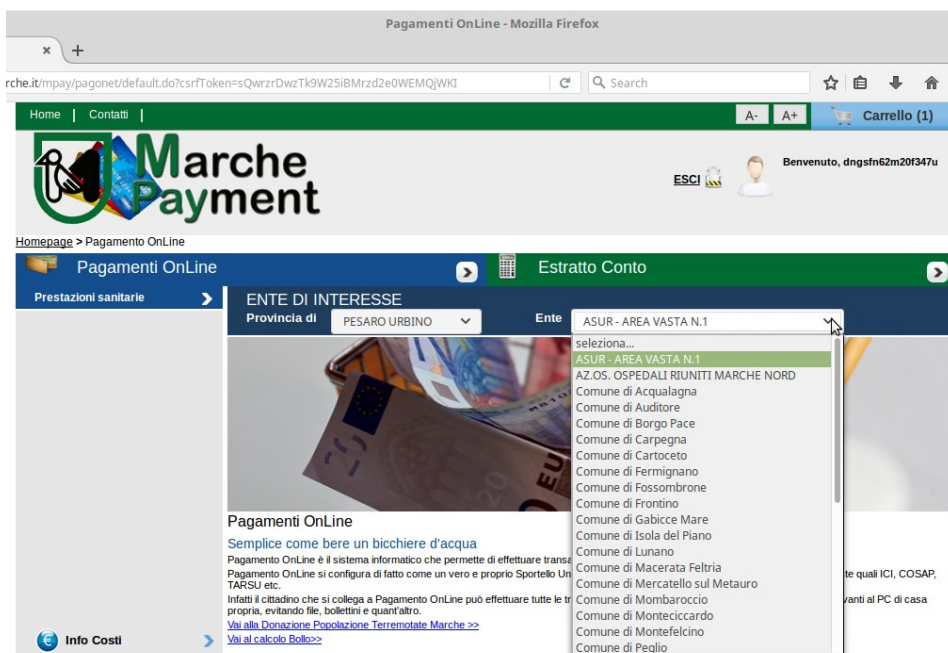 Pagamenti OnLine - Mozilla Firefox
× +
rche.it/mpay/pagonet/default.do?csrfToken=sQwrzrDwzTk9W25iBMrzd2e0WEMQjWKI
Search
Home | Contatti |
A- A+ Carrello (1)
Marche
Payment
ESCI
Benvenuto, dngsfn62m20f347u
Homepage > Pagamento OnLine
Pagamenti OnLine
Estratto Conto
Prestazioni sanitarie
ENTE DI INTERESSE
Provincia di PESARO URBINO
Ente ASUR - AREA VASTA N.1
seleziona...
ASUR - AREA VASTA N.1
AZ.OS. OSPEDALI RIUNITI MARCHE NORD
Comune di Acqualagna
Comune di Auditore
Comune di Borgo Pace
Comune di Carpegna
Comune di Cartoceto
Comune di Fermignano
Comune di Fossombrone
Comune di Frontino
Comune di Gabicce Mare
Comune di Isola del Piano
Comune di Lunano
Comune di Macerata Feltria
Comune di Mercatello sul Metauro
Comune di Mombaroccio
Comune di Monteciccardo
Comune di Montefelcino
Comune di Peglio
20
EURO
Pagamenti OnLine
Semplice come bere un bicchiere d'acqua
Pagamento OnLine è il sistema informatico che permette di effettuare transa
Pagamento OnLine si configura di fatto come un vero e proprio Sportello Un te quali ICI, COSAP,
TARSU etc.
Infatti il cittadino che si collega a Pagamento OnLine può effettuare tutte le tr vanti al PC di casa
propria, evitando file, bollettini e quant'altro.
Vai alla Donazione Popolazione Terremotate Marche >>
Vai al calcolo Bollo>>
Info Costi